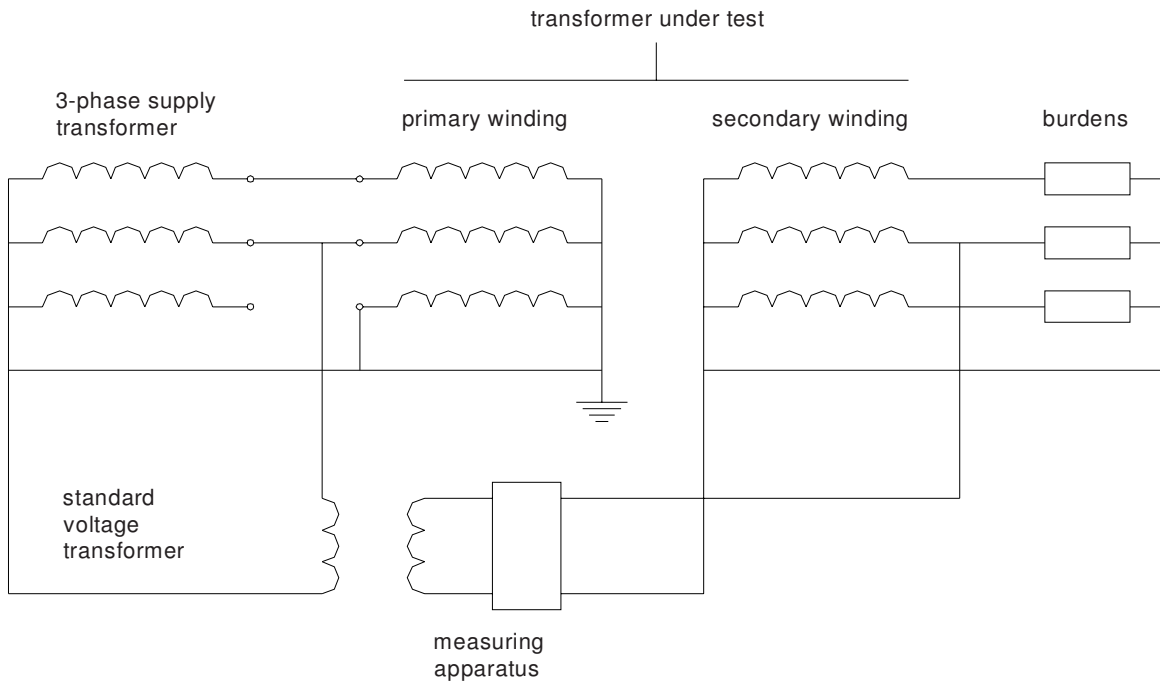 transformer under test
3-phase supply
transformer
primary winding
secondary winding
burdens
standard
voltage
transformer
measuring
apparatus